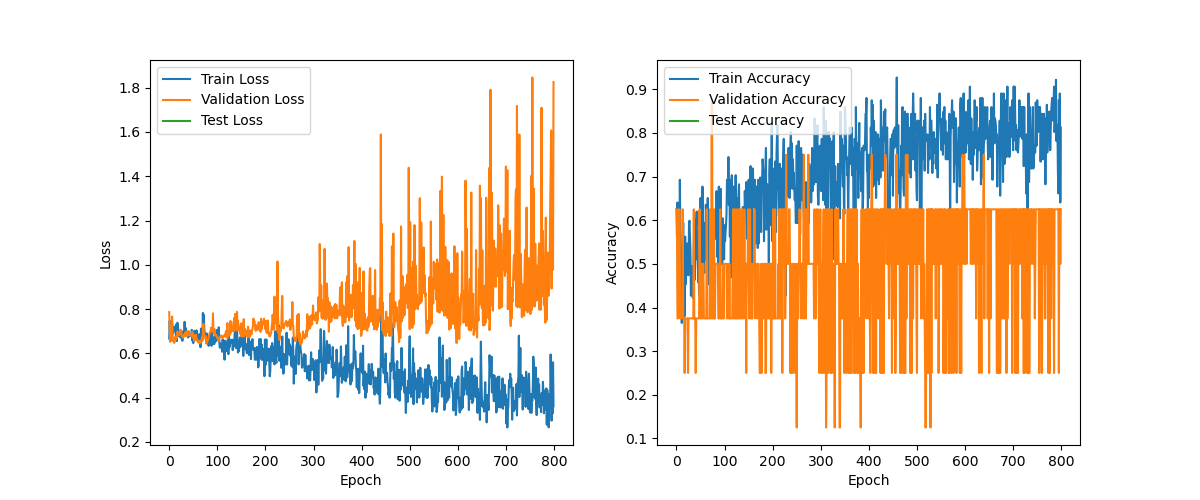 Train Loss
Validation Loss
Test Loss
1.8
1.6
1.4
1.2
1.0
0.8
0.6
0.4
0.2
Loss
0 100 200 300 400 500 600 700 800
Epoch
Train Accuracy
Validation Accuracy
Test Accuracy
0.9
0.8
0.7
0.6
0.5
0.4
0.3
0.2
0.1
Accuracy
0 100 200 300 400 500 600 700 800
Epoch